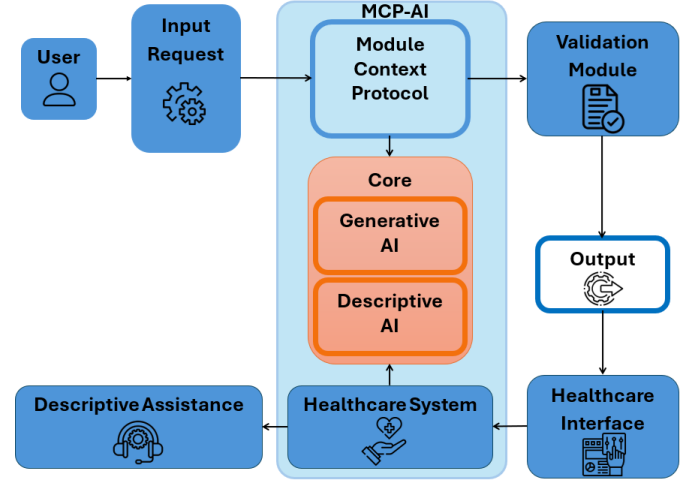 MCP-AI
User
Input
Request
Module
Context
Protocol
Validation
Module
Core
Generative
AI
Descriptive
AI
Output
Descriptive Assistance
Healthcare System
Healthcare
Interface